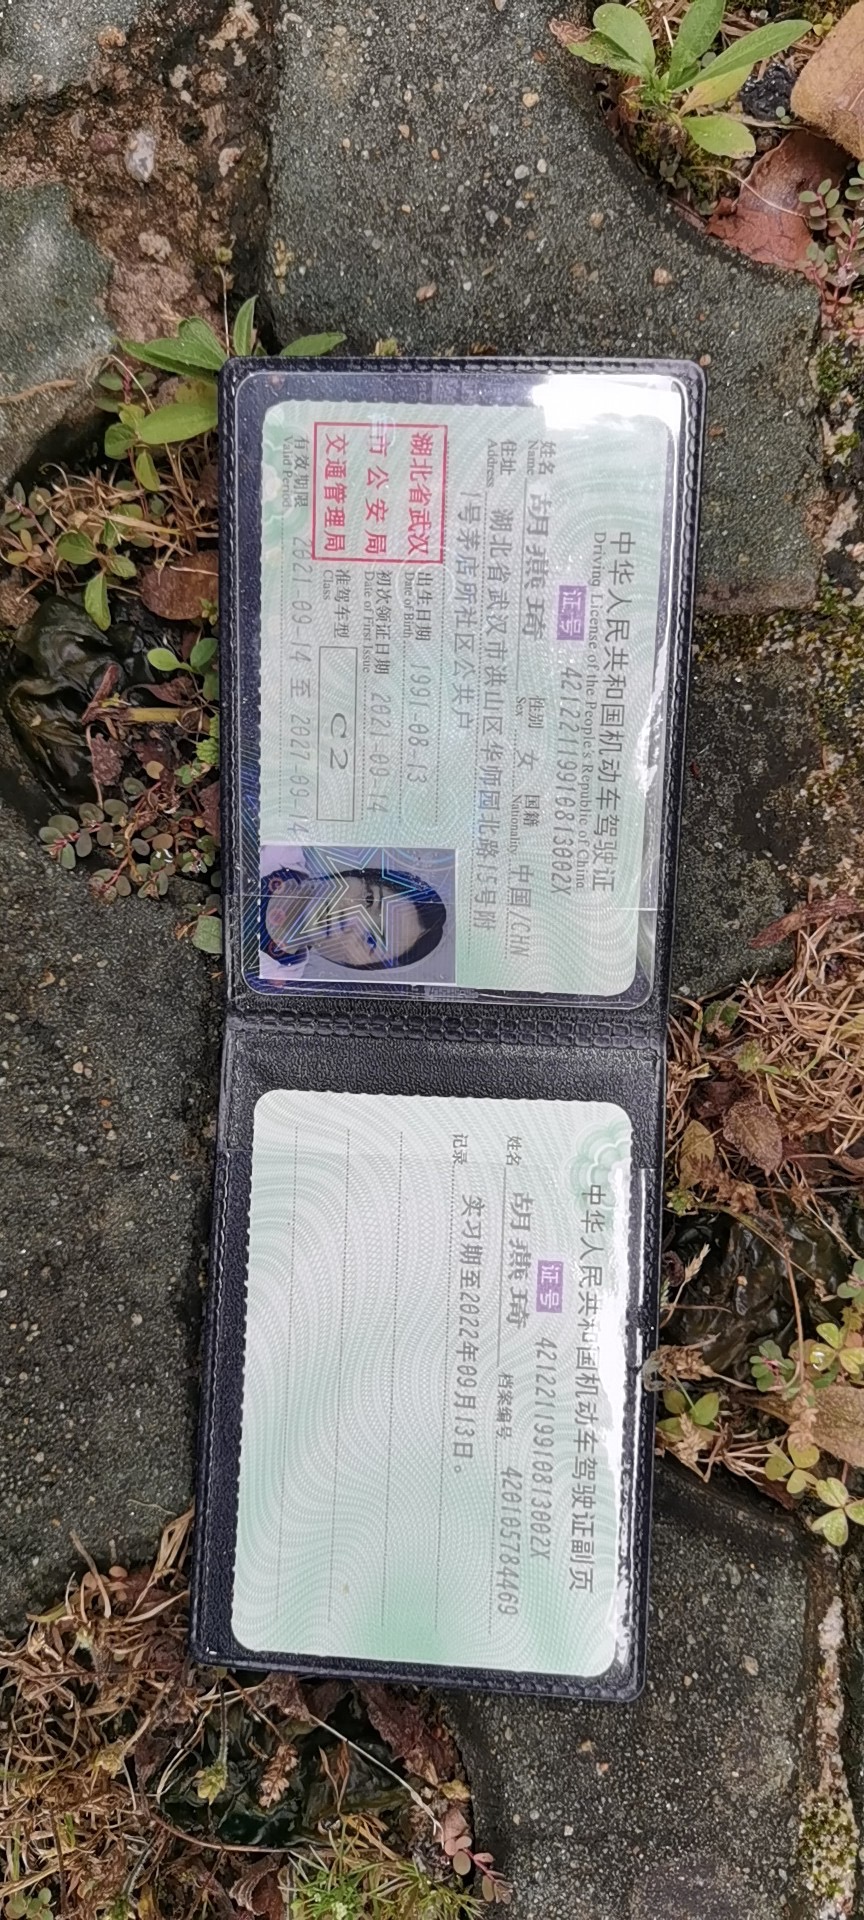 中华人民共和国机动车驾驶证
Driving License of the People's Republic of China
证号 42122119910813002X
姓名 胡祺琦 性别 女 国籍 中国/CHN
Name Sex Nationality
住址 湖北省武汉市洪山区华师园北路15号附
Address
1号茅店所社区公共户
湖北省武汉
市公安局
交通管理局
出生日期 1991-08-13
Date of Birth
初次领证日期 2021-09-14
Date of First Issue
准驾车型 C2
Class
有效期限 2021-09-14 至 2027-09-14
Valid Period
中华人民共和国机动车驾驶证副页
证号 42122119910813002X
姓名 胡祺琦 档案编号 420105784469
记录 实习期至2022年09月13日。